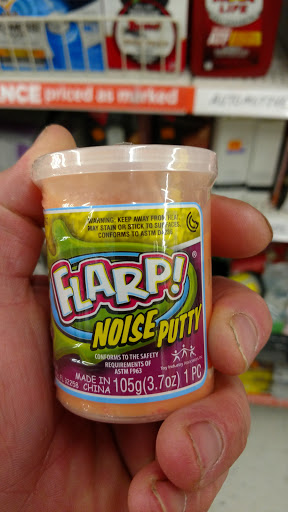 NCE priced as marked
AUTOMOTIVE
WARNING: KEEP AWAY FROM HEAT.
MAY STAIN OR STICK TO SURFACES.
CONFORMS TO ASTM D4236
FLARP!®
NOISE PUTTY
CONFORMS TO THE SAFETY
REQUIREMENTS OF
ASTM F963
MADE IN
CHINA
105g(3.7oz) 1 PC